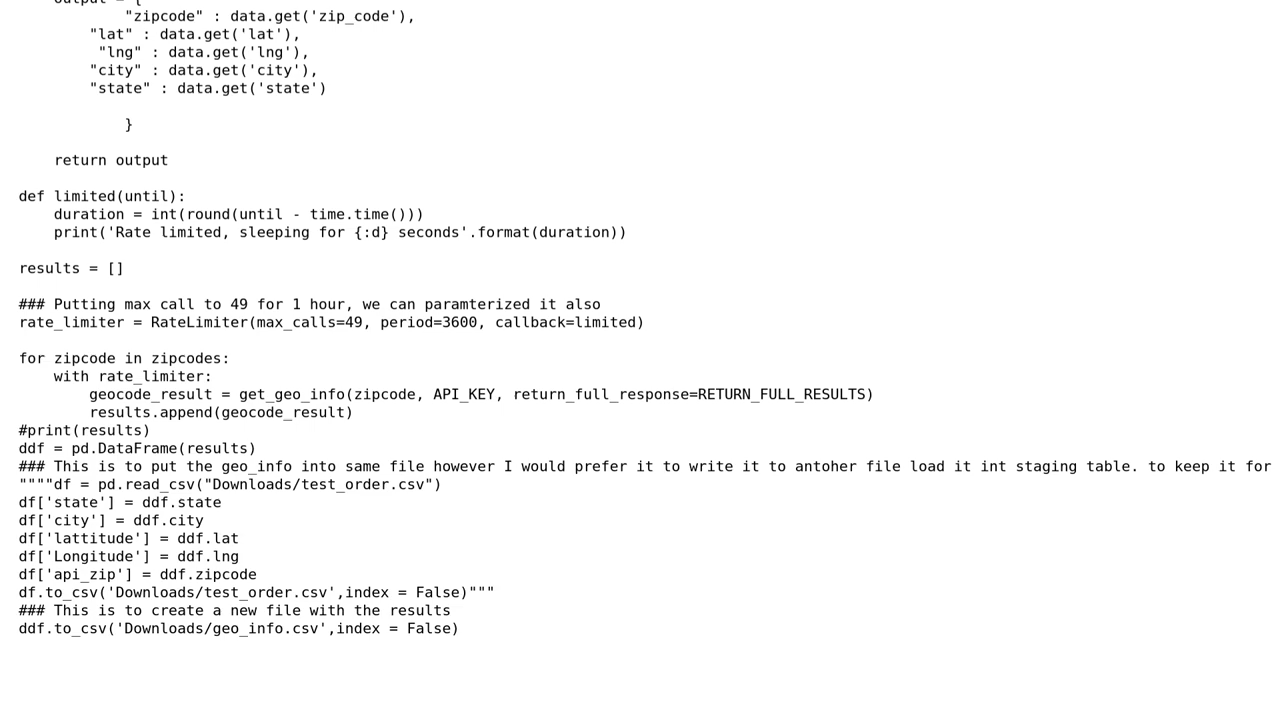 output = {
            "zipcode" : data.get('zip_code'),
        "lat" : data.get('lat'),
         "lng" : data.get('lng'),
        "city" : data.get('city'),
        "state" : data.get('state')

            }

    return output

def limited(until):
    duration = int(round(until - time.time()))
    print('Rate limited, sleeping for {:d} seconds'.format(duration))

results = []

### Putting max call to 49 for 1 hour, we can paramterized it also
rate_limiter = RateLimiter(max_calls=49, period=3600, callback=limited)

for zipcode in zipcodes:
    with rate_limiter:
        geocode_result = get_geo_info(zipcode, API_KEY, return_full_response=RETURN_FULL_RESULTS)
        results.append(geocode_result)
#print(results)
ddf = pd.DataFrame(results)
### This is to put the geo_info into same file however I would prefer it to write it to antoher file load it int staging table. to keep it for
""""df = pd.read_csv("Downloads/test_order.csv")
df['state'] = ddf.state
df['city'] = ddf.city
df['lattitude'] = ddf.lat
df['Longitude'] = ddf.lng
df['api_zip'] = ddf.zipcode
df.to_csv('Downloads/test_order.csv',index = False)"""
### This is to create a new file with the results
ddf.to_csv('Downloads/geo_info.csv',index = False)